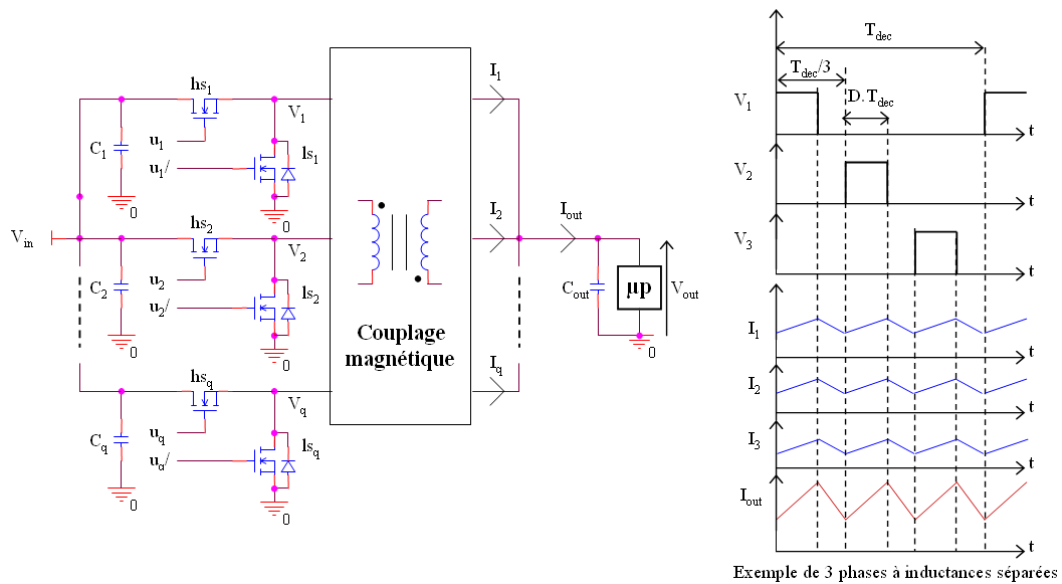 hs1
V1
I1
u1
C1
u1/
ls1
0
0
Vin
hs2
V2
I2
Iout
u2
C2
u2/
ls2
0
0
Couplage
magnétique
Cout
µp
Vout
0
hsq
Vq
Iq
uq
Cq
uq/
lsq
0
0
Tdec
Tdec/3
D.Tdec
V1
t
V2
t
V3
t
I1
t
I2
t
I3
t
Iout
t
Exemple de 3 phases à inductances séparées